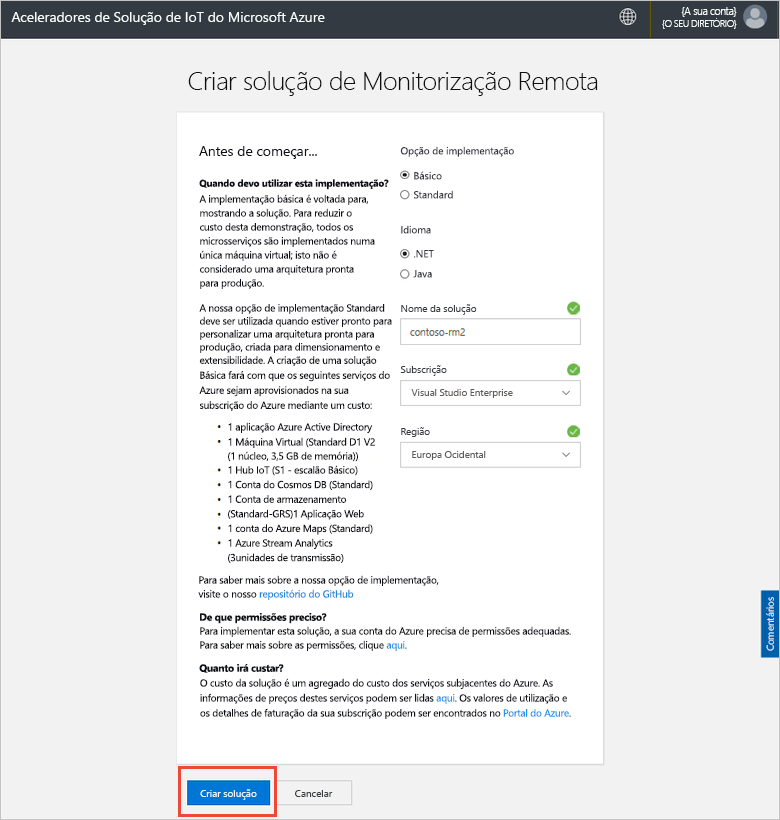 Aceleradores de Solução de IoT do Microsoft Azure
{A sua conta}
{O SEU DIRETÓRIO}
Criar solução de Monitorização Remota
Antes de começar...
Quando devo utilizar esta implementação?
A implementação básica é voltada para,
mostrando a solução. Para reduzir o
custo desta demonstração, todos os
microsserviços são implementados numa
única máquina virtual; isto não é
considerado uma arquitetura pronta
para produção.
A nossa opção de implementação Standard
deve ser utilizada quando estiver pronto para
personalizar uma arquitetura pronta para
produção, criada para dimensionamento e
extensibilidade. A criação de uma solução
Básica fará com que os seguintes serviços do
Azure sejam aprovisionados na sua
subscrição do Azure mediante um custo:
• 1 aplicação Azure Active Directory
• 1 Máquina Virtual (Standard D1 V2
(1 núcleo, 3,5 GB de memória))
• 1 Hub IoT (S1 - escalão Básico)
• 1 Conta do Cosmos DB (Standard)
• 1 Conta de armazenamento
• (Standard-GRS)1 Aplicação Web
• 1 conta do Azure Maps (Standard)
• 1 Azure Stream Analytics
(3unidades de transmissão)
Opção de implementação
Básico
Standard
Idioma
.NET
Java
Nome da solução
contoso-rm2
Subscrição
Visual Studio Enterprise
Região
Europa Ocidental
Para saber mais sobre a nossa opção de implementação,
visite o nosso repositório do GitHub
De que permissões preciso?
Para implementar esta solução, a sua conta do Azure precisa de permissões adequadas.
Para saber mais sobre as permissões, clique aqui.
Quanto irá custar?
O custo da solução é um agregado do custo dos serviços subjacentes do Azure. As
informações de preços destes serviços podem ser lidas aqui. Os valores de utilização e
os detalhes de faturação da sua subscrição podem ser encontrados no Portal do Azure.
Comentários
Criar solução
Cancelar